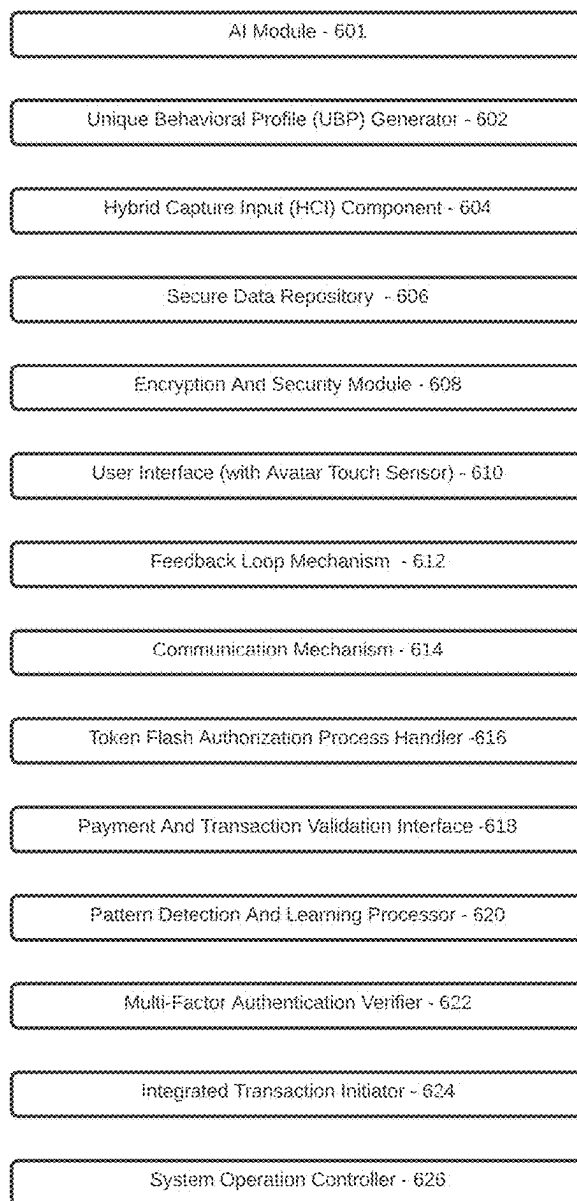 AI Module - 601
Unique Behavioral Profile (UBP) Generator - 602
Hybrid Capture Input (HCI) Component - 604
Secure Data Repository - 606
Encryption And Security Module - 608
User Interface (with Avatar Touch Sensor) - 610
Feedback Loop Mechanism - 612
Communication Mechanism - 614
Token Flash Authorization Process Handler -616
Payment And Transaction Validation Interface -618
Pattern Detection And Learning Processor - 620
Multi-Factor Authentication Verifier - 622
Integrated Transaction Initiator - 624
System Operation Controller - 626